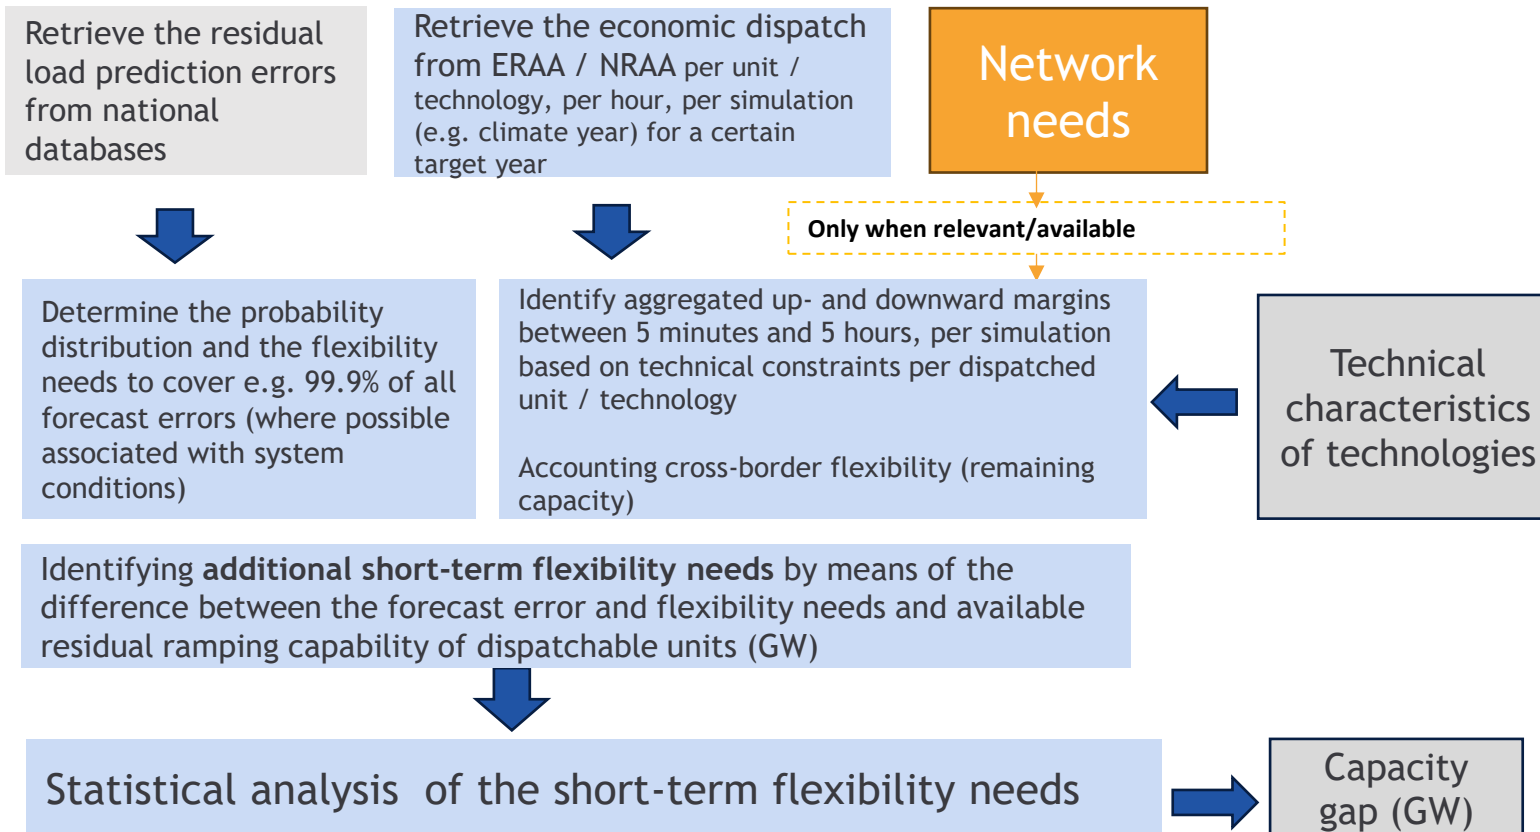 Retrieve the residual
load prediction errors
from national
databases
Retrieve the economic dispatch
from ERAA / NRAA per unit /
technology, per hour, per simulation
(e.g. climate year) for a certain
target year
Network
needs
Only when relevant/available
Determine the probability
distribution and the flexibility
needs to cover e.g. 99.9% of all
forecast errors (where possible
associated with system
conditions)
Identify aggregated up- and downward margins
between 5 minutes and 5 hours, per simulation
based on technical constraints per dispatched
unit / technology
Accounting cross-border flexibility (remaining
capacity)
Technical
characteristics
of technologies
Identifying additional short-term flexibility needs by means of the
difference between the forecast error and flexibility needs and available
residual ramping capability of dispatchable units (GW)
Statistical analysis  of the short-term flexibility needs
Capacity
gap (GW)